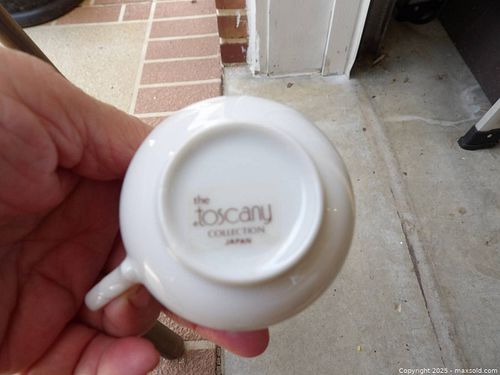 the
toscany
COLLECTION
JAPAN
Copyright 2025 - maxsold.com